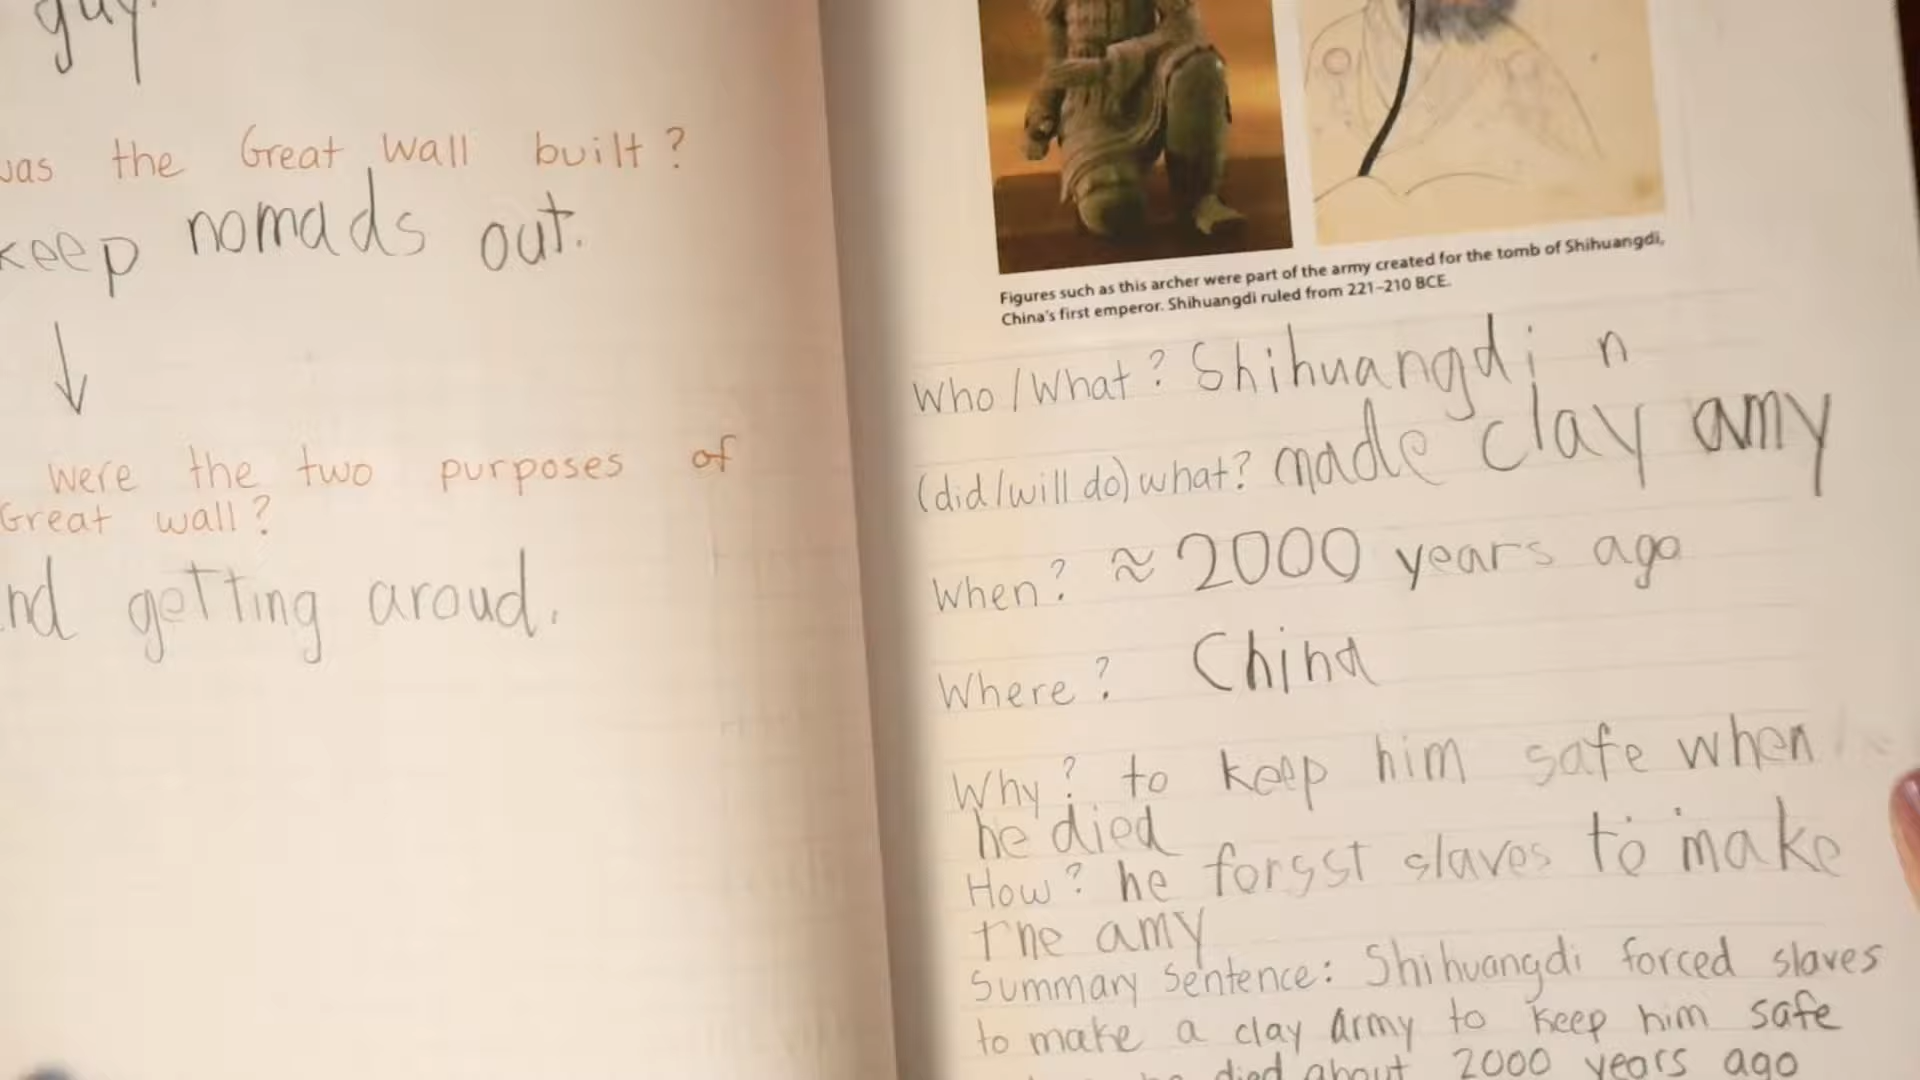 guy.
was the Great Wall built?
keep nomads out.
were the two purposes of
Great wall?
nd getting aroud.
Figures such as this archer were part of the army created for the tomb of Shihuangdi,
China's first emperor. Shihuangdi ruled from 221–210 BCE.
Who/What? Shihuangdi n
(did/will do) what? made clay amy
When? ≈ 2000 years ago
Where? China
Why? to keep him safe when
he died
How? he forsst slaves to make
the amy
Summary Sentence: Shihuangdi forced slaves
to make a clay army to keep him safe
died about 2000 years ago